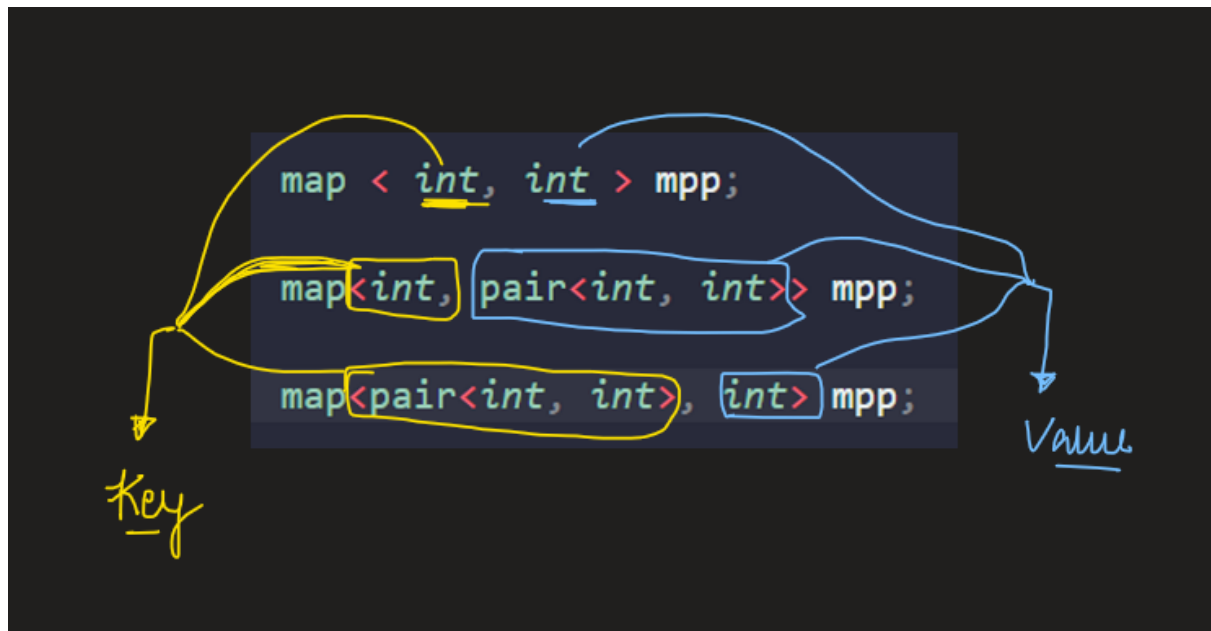 map < int, int > mpp;
map<int, pair<int, int>> mpp;
map<pair<int, int>, int> mpp;
Key
Value